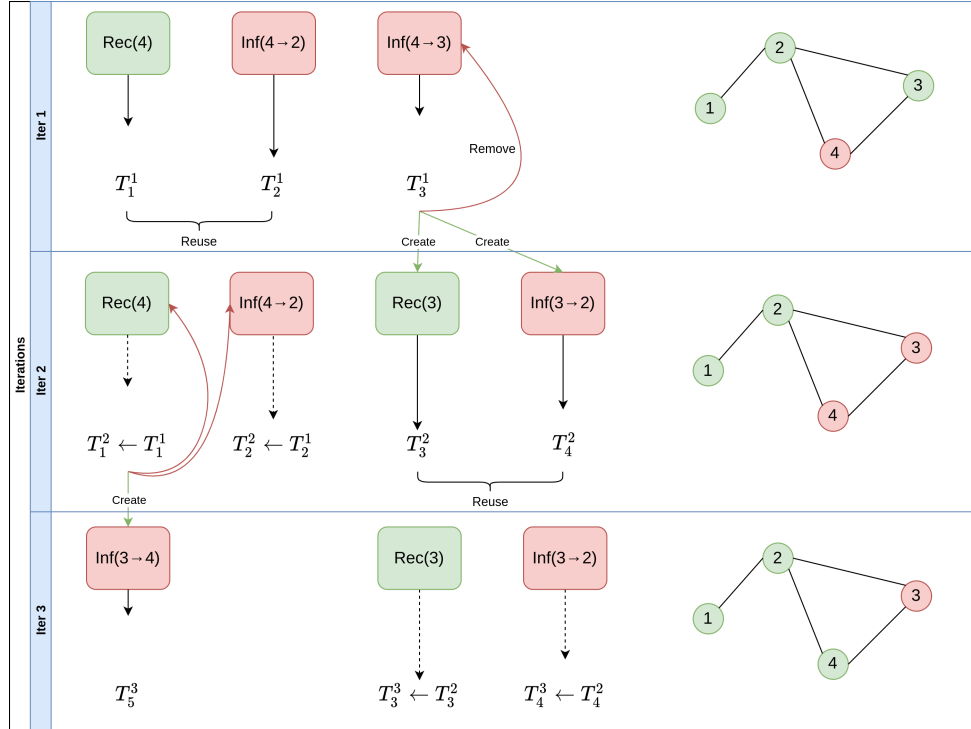 Iterations
Iter 1
Rec(4)
Inf(4→2)
Inf(4→3)
Remove
$T_1^1$
$T_2^1$
$T_3^1$
Reuse
Create
Create
1
2
3
4
Iter 2
Rec(4)
Inf(4→2)
Rec(3)
Inf(3→2)
$T_1^2 \leftarrow T_1^1$
$T_2^2 \leftarrow T_2^1$
$T_3^2$
$T_4^2$
Create
Reuse
1
2
3
4
Iter 3
Inf(3→4)
Rec(3)
Inf(3→2)
$T_5^3$
$T_3^3 \leftarrow T_3^2$
$T_4^3 \leftarrow T_4^2$
1
2
3
4